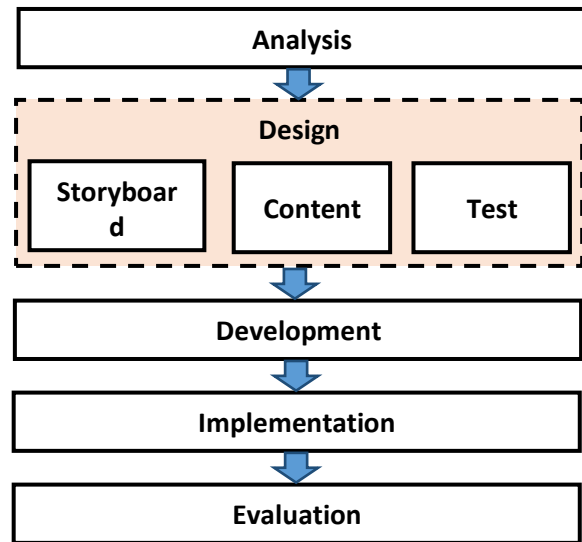 Analysis
Design
Storyboar
d
Content
Test
Development
Implementation
Evaluation